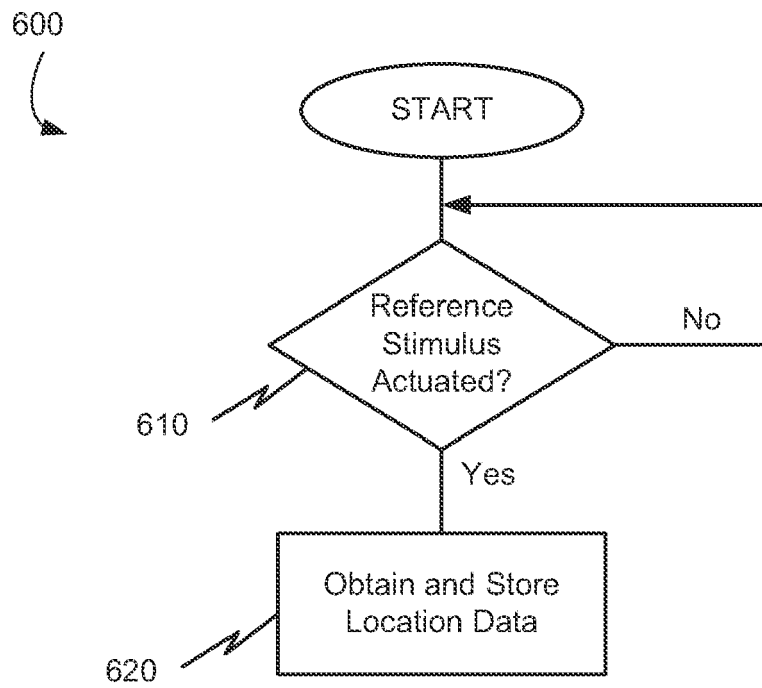 600
START
Reference
Stimulus
Actuated?
No
610
Yes
Obtain and Store
Location Data
620